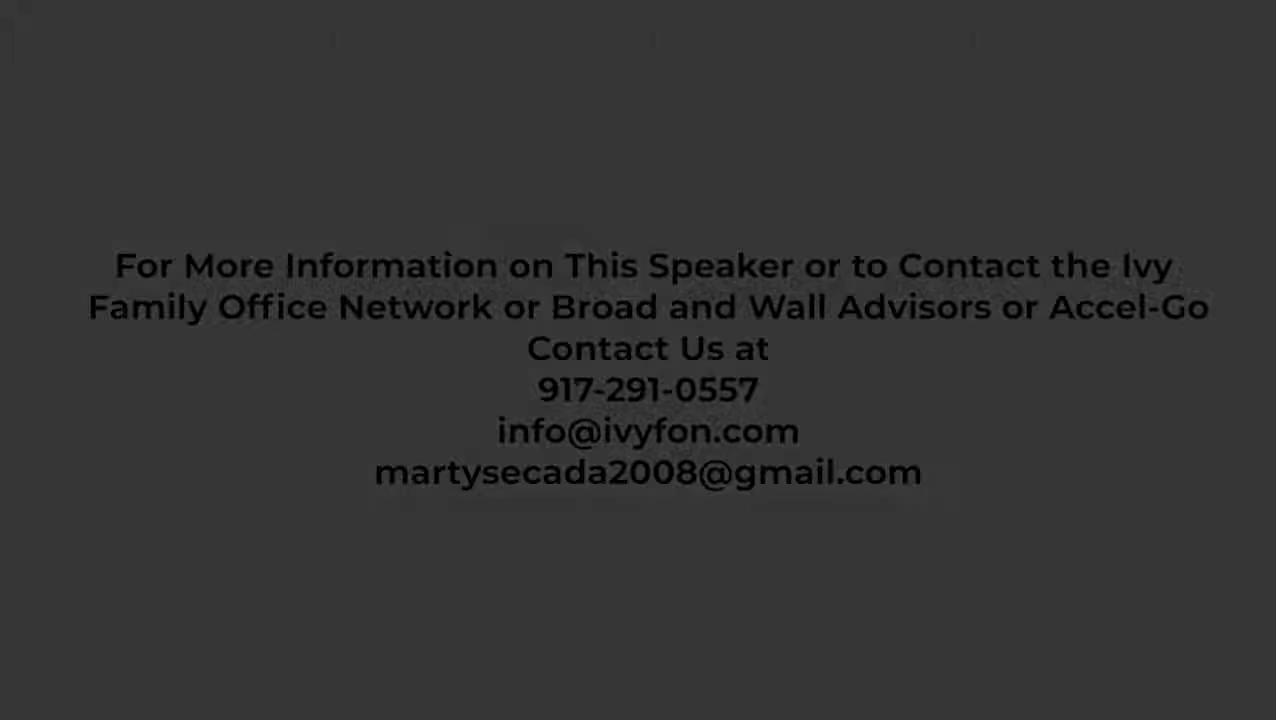 For More Information on This Speaker or to Contact the Ivy
Family Office Network or Broad and Wall Advisors or Accel-Go
Contact Us at
917-291-0557
info@ivyfon.com
martysecada2008@gmail.com